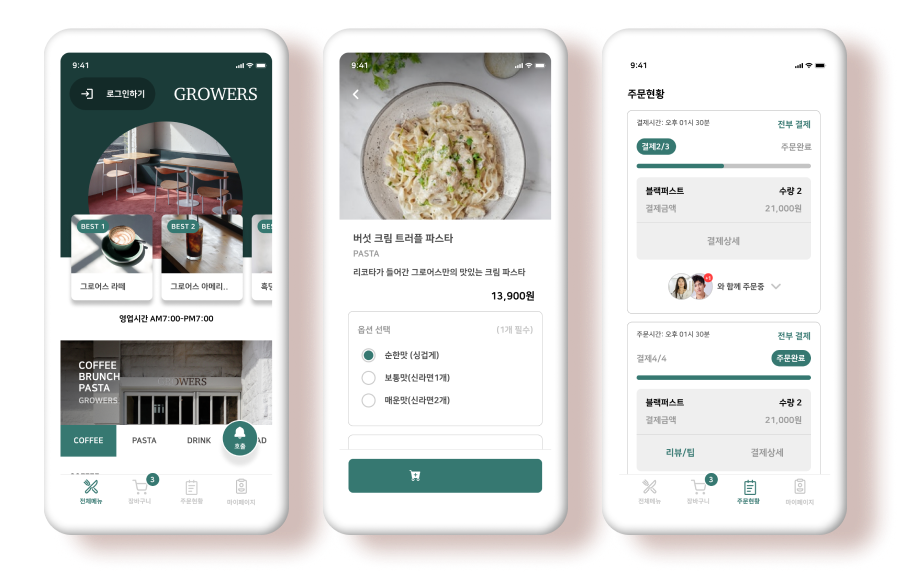 9:41
로그인하기
GROWERS
BEST 1
BEST 2
BE
그로어스 라떼
그로어스 아메리..
흑당
영업시간 AM7:00-PM7:00
COFFEE
BRUNCH
PASTA
GROWERS.
OWERS
COFFEE
PASTA
DRINK
AD
호출
3
전체메뉴
장바구니
주문현황
마이페이지
9:41
버섯 크림 트러플 파스타
PASTA
리코타가 들어간 그로어스만의 맛있는 크림 파스타
13,900원
옵션 선택
(1개 필수)
순한맛 (싱겁게)
보통맛(신라면1개)
매운맛(신라면2개)
9:41
주문현황
결제시간: 오후 01시 30분
전부 결제
결제2/3
주문완료
블랙퍼스트
수량 2
결제금액
21,000원
결제상세
+1
와 함께 주문중
주문시간: 오후 01시 30분
전부 결제
결제4/4
주문완료
블랙퍼스트
수량 2
결제금액
21,000원
리뷰/팁
결제상세
3
전체메뉴
장바구니
주문현황
마이페이지